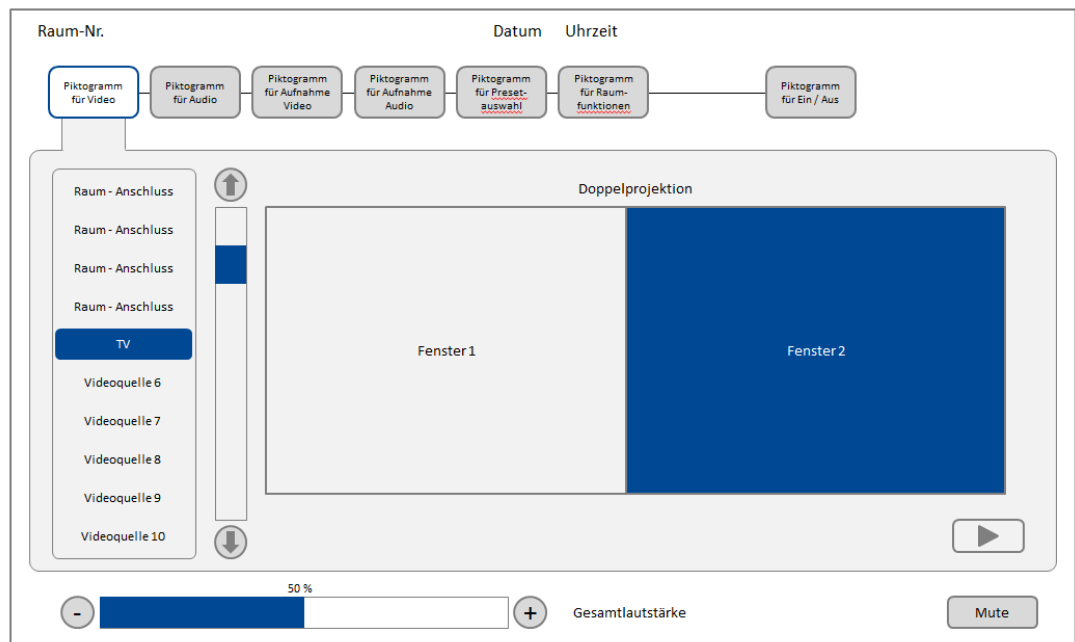 Raum-Nr.
Datum Uhrzeit
Piktogramm
für Video
Piktogramm
für Audio
Piktogramm
für Aufnahme
Video
Piktogramm
für Aufnahme
Audio
Piktogramm
für Preset-
auswahl
Piktogramm
für Raum-
funktionen
Piktogramm
für Ein / Aus
Raum - Anschluss
Raum - Anschluss
Raum - Anschluss
Raum - Anschluss
TV
Videoquelle 6
Videoquelle 7
Videoquelle 8
Videoquelle 9
Videoquelle 10
Doppelprojektion
Fenster 1
Fenster 2
50 %
-
+
Gesamtlautstärke
Mute